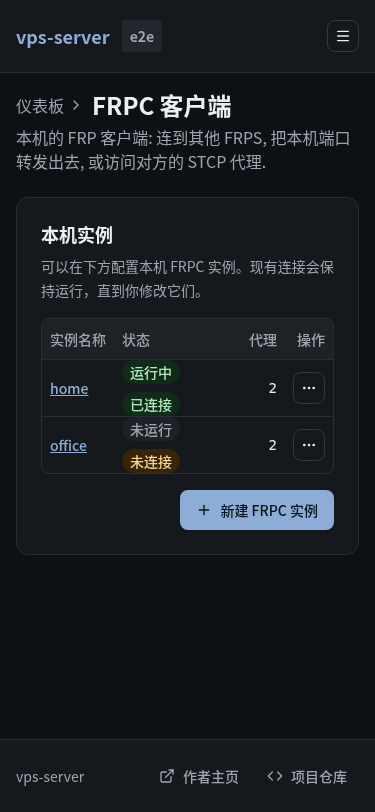 vps-server e2e
仪表板 FRPC 客户端
本机的 FRP 客户端: 连到其他 FRPS, 把本机端口
转发出去, 或访问对方的 STCP 代理.
本机实例
可以在下方配置本机 FRPC 实例。现有连接会保
持运行，直到你修改它们。
实例名称 状态 代理 操作
home 运行中 已连接 2
office 未运行 未连接 2
新建 FRPC 实例
vps-server 作者主页 项目仓库